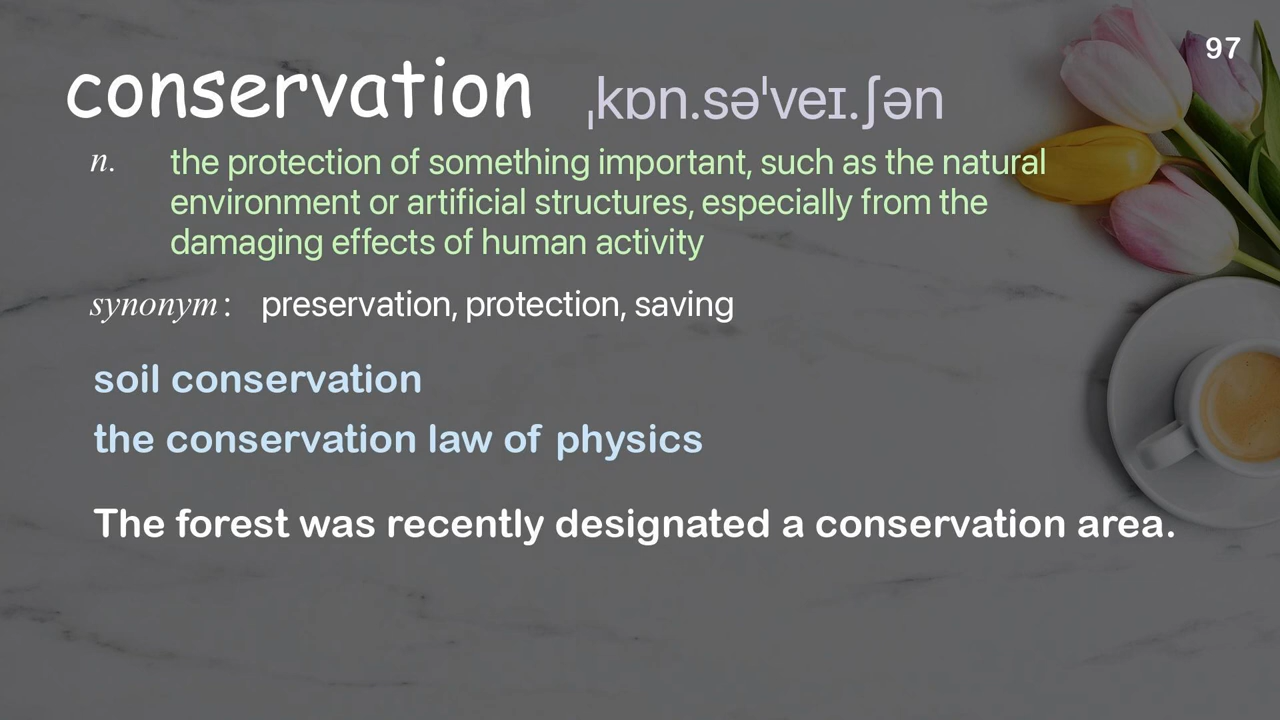 97
conservation ˌkɒn.səˈveɪ.ʃən
n. the protection of something important, such as the natural
environment or artificial structures, especially from the
damaging effects of human activity
synonym: preservation, protection, saving
soil conservation
the conservation law of physics
The forest was recently designated a conservation area.